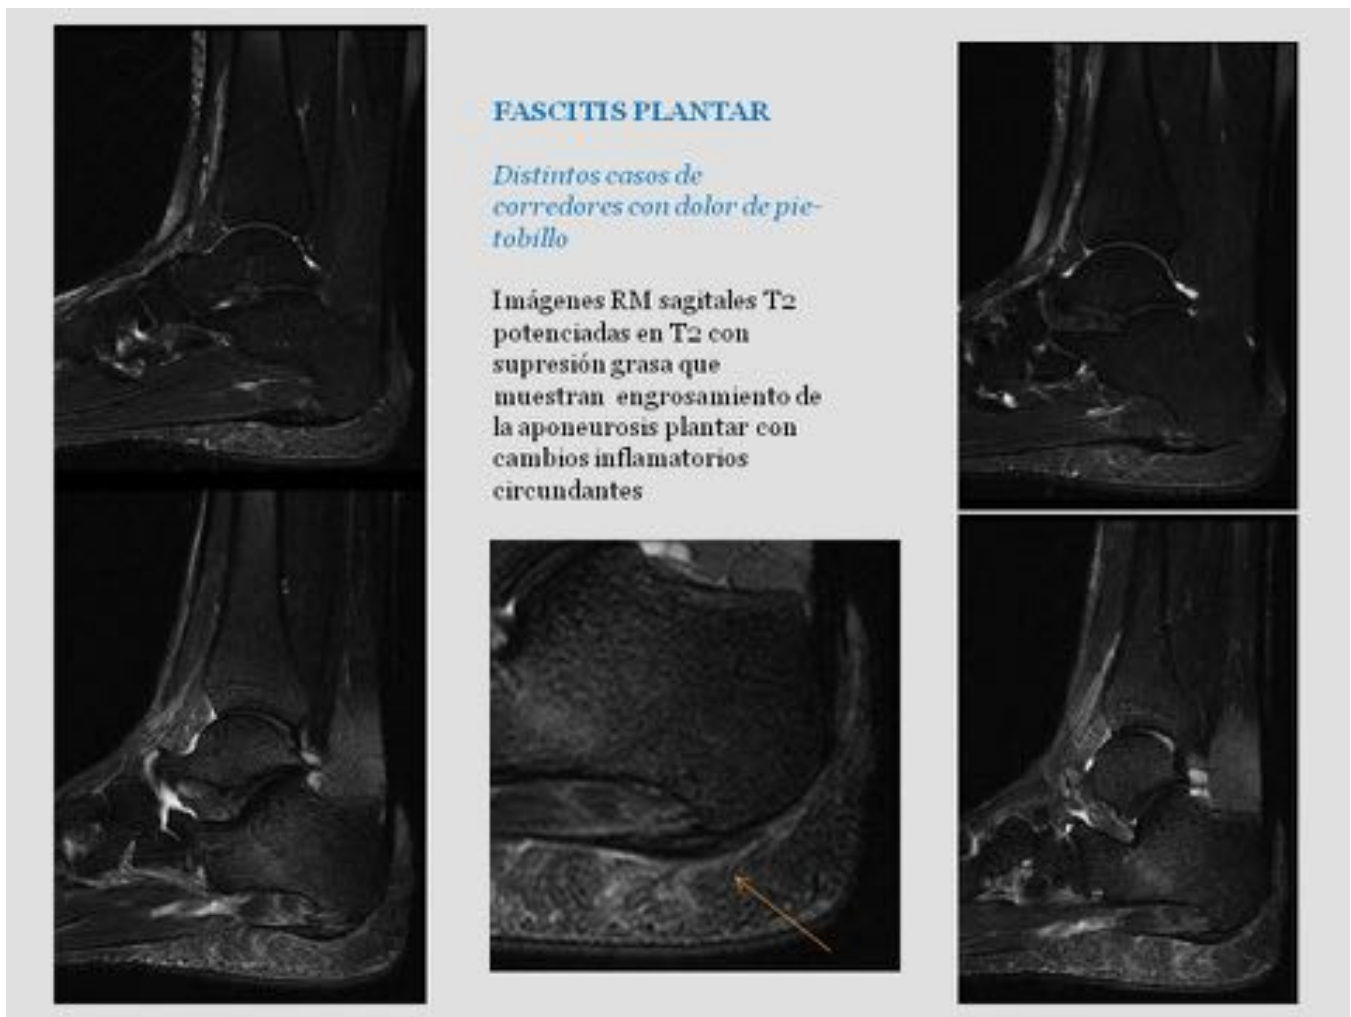 FASCITIS PLANTAR
Distintos casos de
corredores con dolor de pie-
tobillo
Imágenes RM sagitales T2
potenciadas en T2 con
supresión grasa que
muestran engrosamiento de
la aponeurosis plantar con
cambios inflamatorios
circundantes